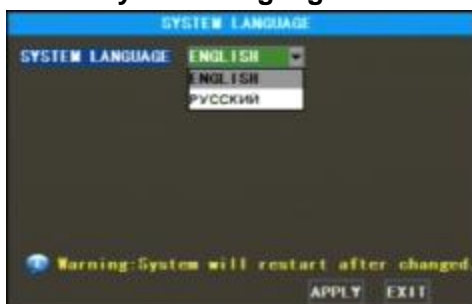 SYSTEM LANGUAGE
SYSTEM LANGUAGE ENGLISH
ENGLISH
РУССКИЙ
Warning:System will restart after changed
APPLY EXIT